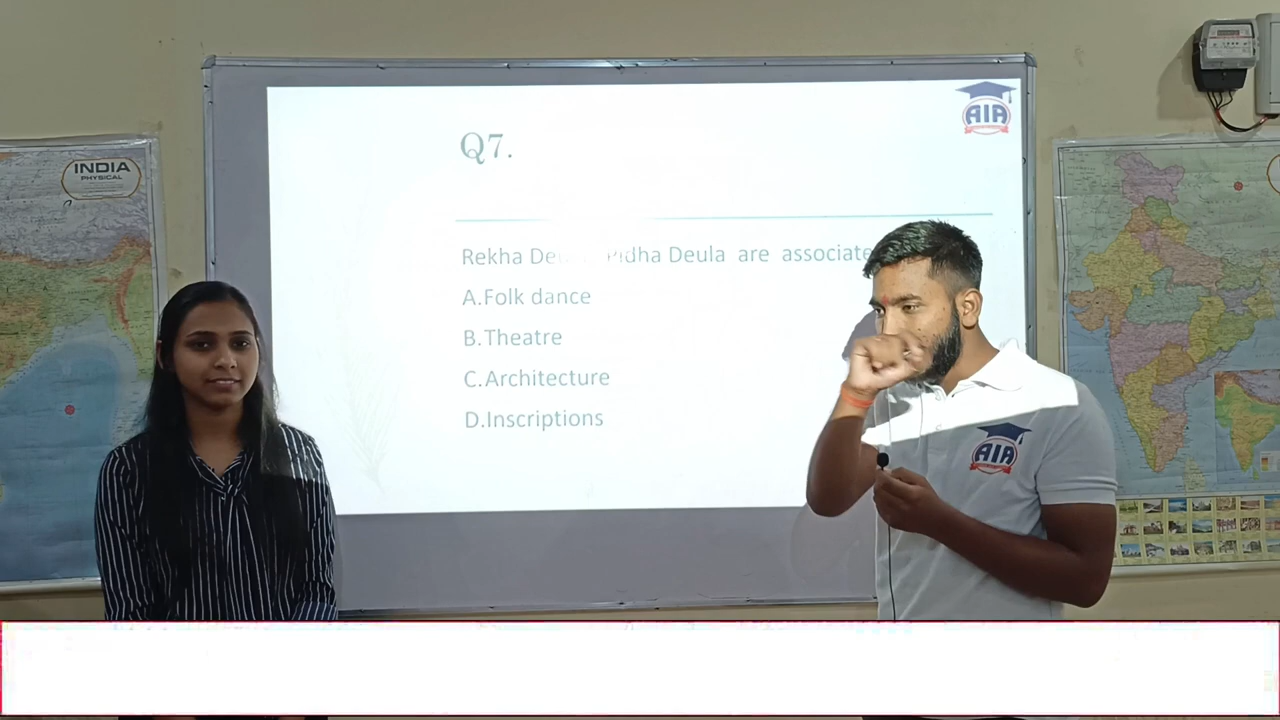 INDIA
PHYSICAL
AIA
Q7.
Rekha Pidha Deula are associate
A.Folk dance
B.Theatre
C.Architecture
D.Inscriptions
AIA